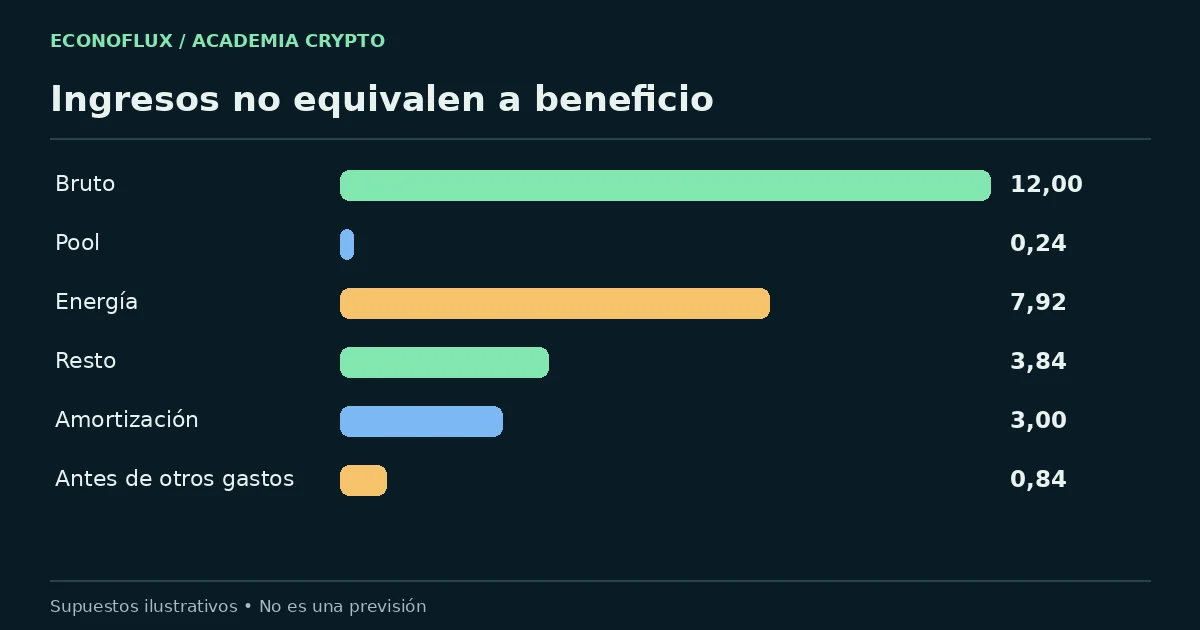 ECONOFLUX / ACADEMIA CRYPTO
Ingresos no equivalen a beneficio
Bruto 12,00
Pool 0,24
Energía 7,92
Resto 3,84
Amortización 3,00
Antes de otros gastos 0,84
Supuestos ilustrativos • No es una previsión